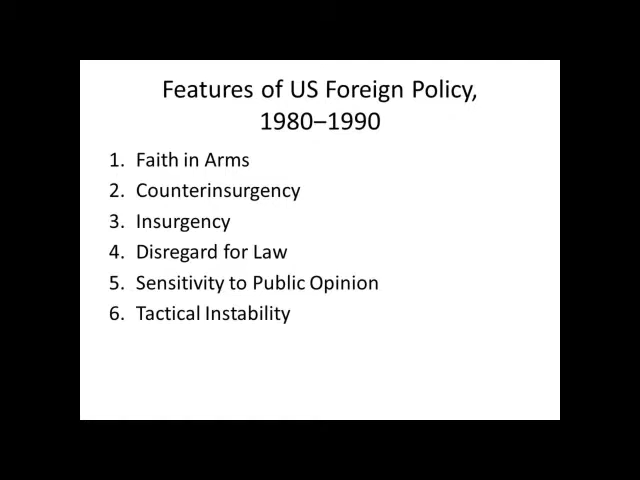 Features of US Foreign Policy,
1980–1990
1. Faith in Arms
2. Counterinsurgency
3. Insurgency
4. Disregard for Law
5. Sensitivity to Public Opinion
6. Tactical Instability